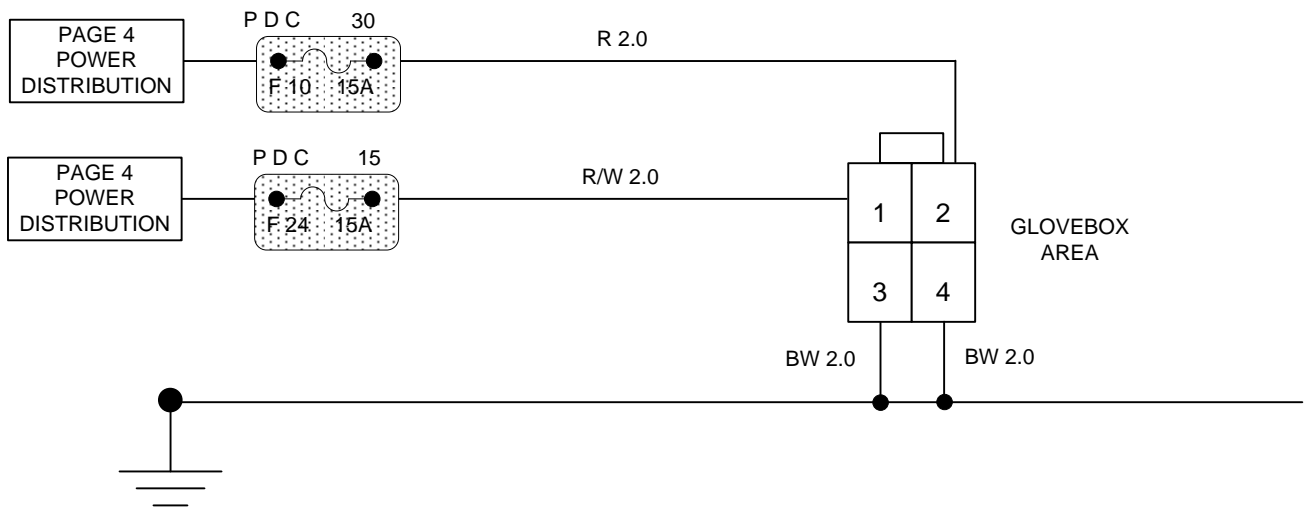 PAGE 4
POWER
DISTRIBUTION
P D C 30
F 10 15A
R 2.0
PAGE 4
POWER
DISTRIBUTION
P D C 15
F 24 15A
R/W 2.0
1 2
3 4
GLOVEBOX
AREA
BW 2.0
BW 2.0